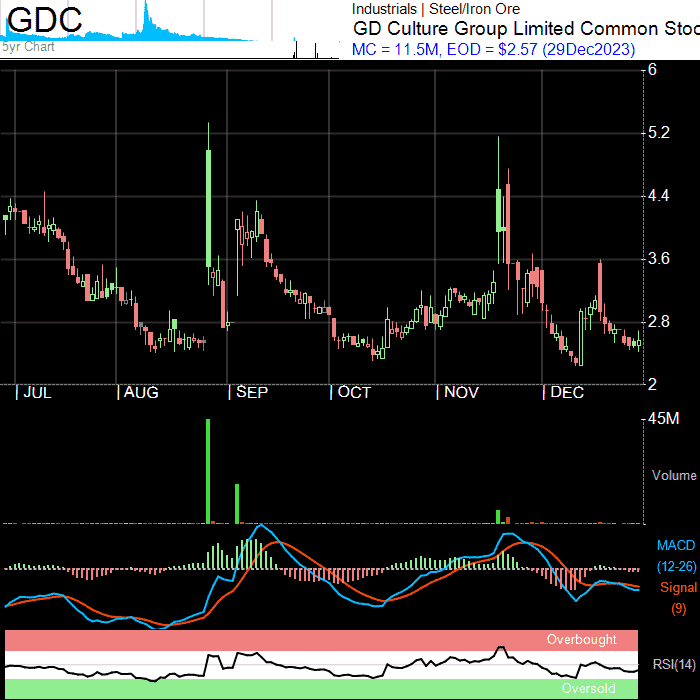 GDC
5yr Chart
Industrials | Steel/Iron Ore
GD Culture Group Limited Common Stoc
MC = 11.5M, EOD = $2.57 (29Dec2023)
6
5.2
4.4
3.6
2.8
2
JUL AUG SEP OCT NOV DEC
45M
Volume
MACD
(12-26)
Signal
(9)
Overbought
RSI(14)
Oversold